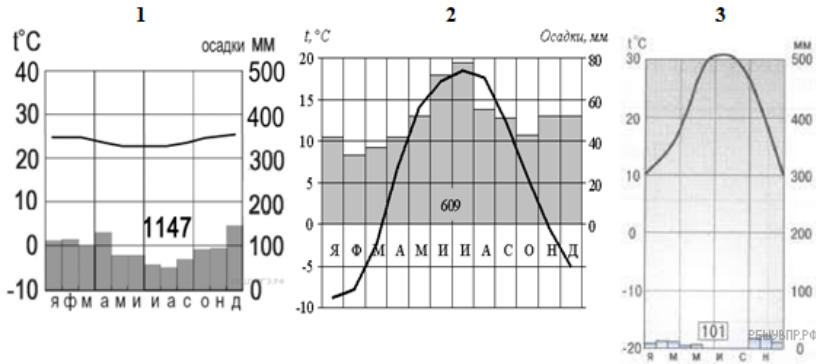 1 2 3
t°C осадки мм
40 500
30 400
20 300
10 200
1147
0 100
-10 0
я ф м а м и и а с о н д
t, °C Осадки, мм
20 80
15 60
10 40
5 20
609
0 0
Я Ф М А М И И А С О Н Д
-5
-10
t°C мм
30 500
20 400
10 300
0 200
-10 100
101
РЕШУВПР.РФ
-20 0
я м м и с н